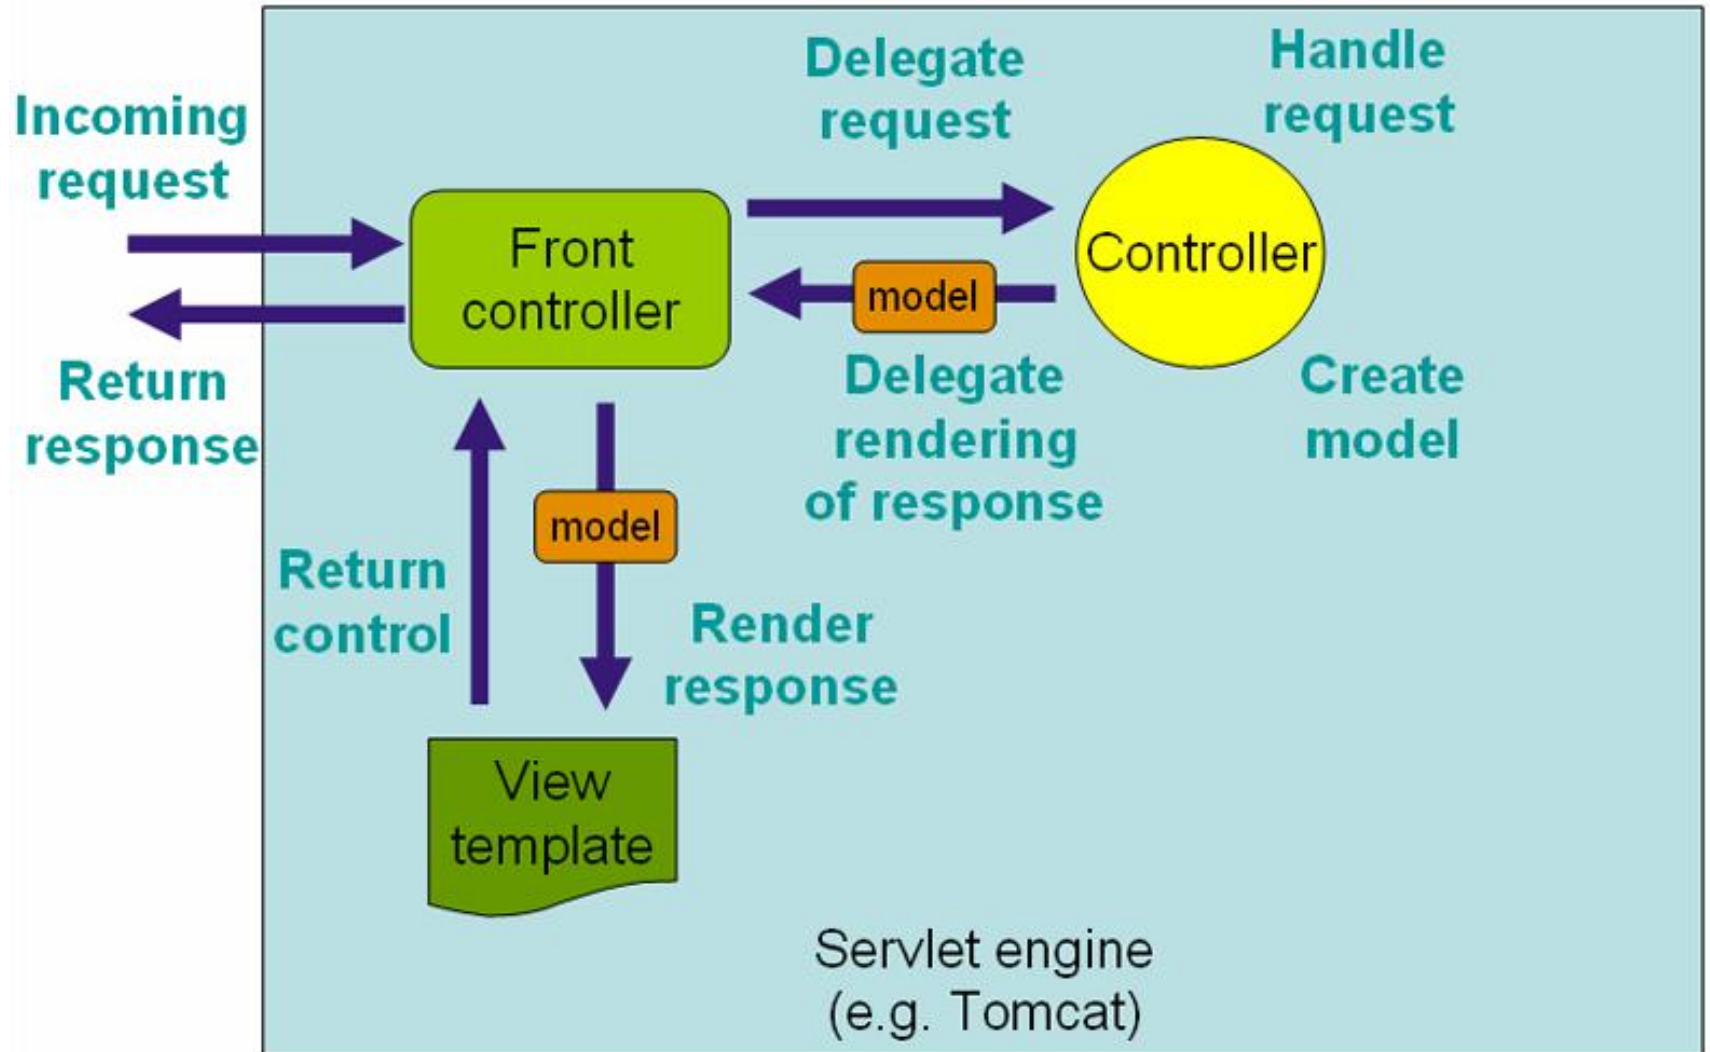 Incoming
request
Return
response
Delegate
request
Handle
request
Front
controller
Controller
model
Delegate
rendering
of response
Create
model
model
Return
control
Render
response
View
template
Servlet engine
(e.g. Tomcat)